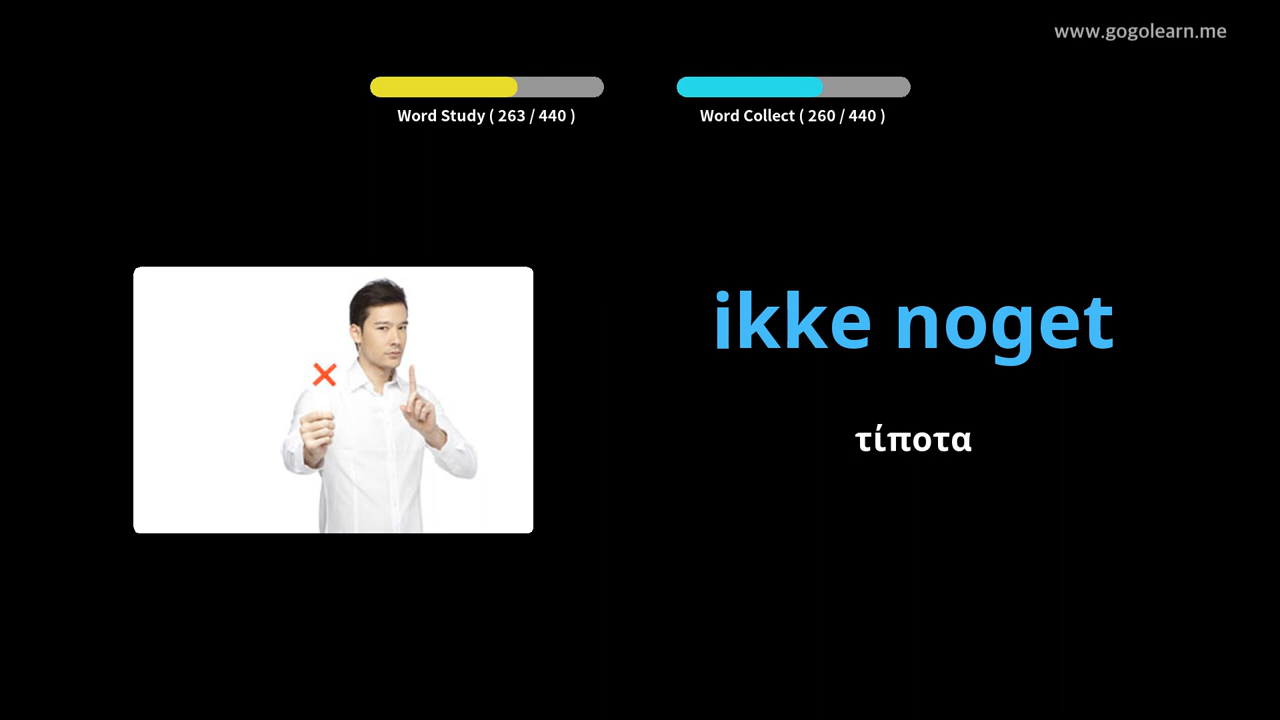 www.gogolearn.me
Word Study ( 263 / 440 )
Word Collect ( 260 / 440 )
ikke noget
τίποτα